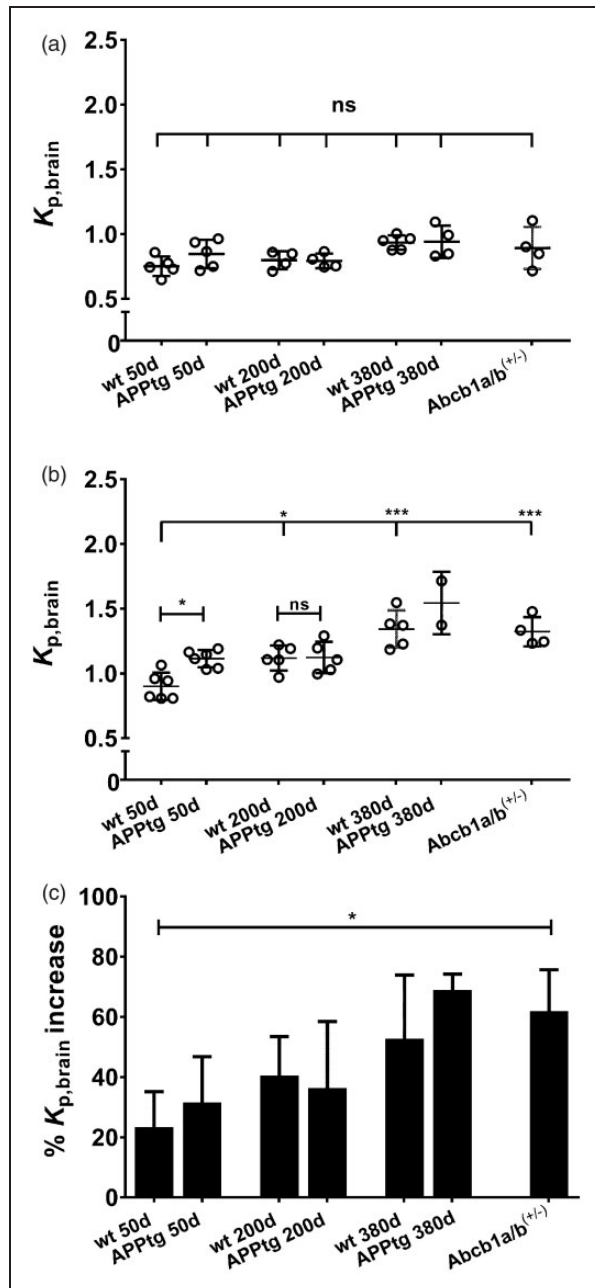 (a)
2.5
2.0
1.5
1.0
0.5
0
Kp,brain
ns
wt 50d
APPtg 50d
wt 200d
APPtg 200d
wt 380d
APPtg 380d
Abcb1a/b(+/-)
(b)
2.5
2.0
1.5
1.0
0.5
0
Kp,brain
* *** ***
*
ns
wt 50d
APPtg 50d
wt 200d
APPtg 200d
wt 380d
APPtg 380d
Abcb1a/b(+/-)
(c)
100
80
60
40
20
0
% Kp,brain increase
*
wt 50d
APPtg 50d
wt 200d
APPtg 200d
wt 380d
APPtg 380d
Abcb1a/b(+/-)